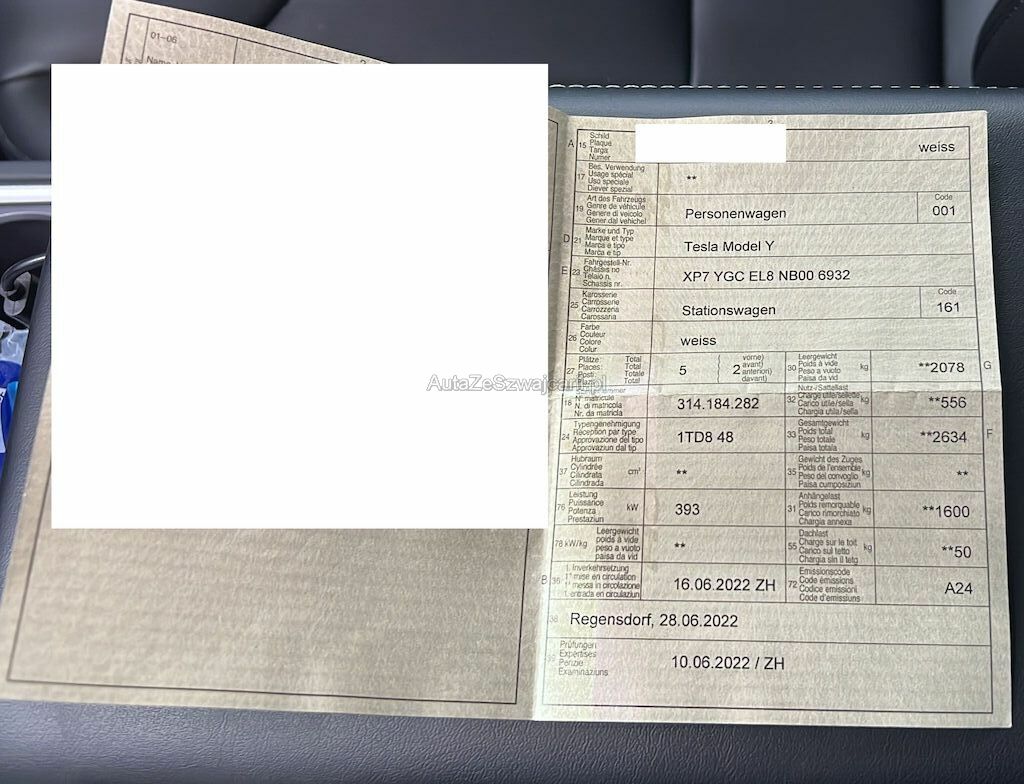 01-06
Name
A 15 Schild
Plaque
Targa
Numer
weiss
17 Bes. Verwendung
Usage spécial
Uso speciale
Diever spezial
**
19 Art des Fahrzeugs
Genre de véhicule
Genere di veicolo
Gener dal vehichel
Personenwagen
Code
001
D 21 Marke und Typ
Marque et type
Marca e tipo
Marca e tip
Tesla Model Y
E 23 Fahrgestell-Nr.
Châssis no
Telaio n.
Schassis nr.
XP7 YGC EL8 NB00 6932
25 Karosserie
Carrosserie
Carrozzeria
Carossaria
Stationswagen
Code
161
26 Farbe
Couleur
Colore
Colur
weiss
27 Plätze: Total
Places: Total
Posti: Totale
Total
5
2
vorne)
avant)
anteriori)
davant)
30 Leergewicht
Poids à vide
Peso a vuoto
Paisa da vid
kg
**2078
G
AutaZeSzwajcarii.pl
18
N° matricule
N. di matricola
Nr. da matricla
314.184.282
32 Nutz-/Sattellast
Charge utile/sellette
Carico utile/sella
Chargia utila/sella
kg
**556
24 Typengenehmigung
Réception par type
Approvazione del tipo
Approvaziun dal tip
1TD8 48
33 Gesamtgewicht
Poids total
Peso totale
Paisa totala
kg
**2634
F
37 Hubraum
Cylindrée
Cilindrata
Cilindrada
cm³
**
35 Gewicht des Zuges
Poids de l'ensemble
Peso del convoglio
Paisa cumposiziun
kg
**
76 Leistung
Puissance
Potenza
Prestaziun
kW
393
31 Anhängelast
Poids remorquable
Carico rimorchiato
Chargia annexa
kg
**1600
78 kW/kg
Leergewicht
poids à vide
peso a vuoto
paisa da vid
**
55 Dachlast
Charge sur le toit
Carico sul tetto
Chargia sin il tetg
kg
**50
B 36 1. Inverkehrsetzung
1re mise en circulation
1a messa in circolazione
1. entrada en circulaziun
16.06.2022 ZH
72 Emissionscode
Code émissions
Codice emissioni
Code d'emissiuns
A24
38 Regensdorf, 28.06.2022
39 Prüfungen
Expertises
Perizie
Examinaziuns
10.06.2022 / ZH